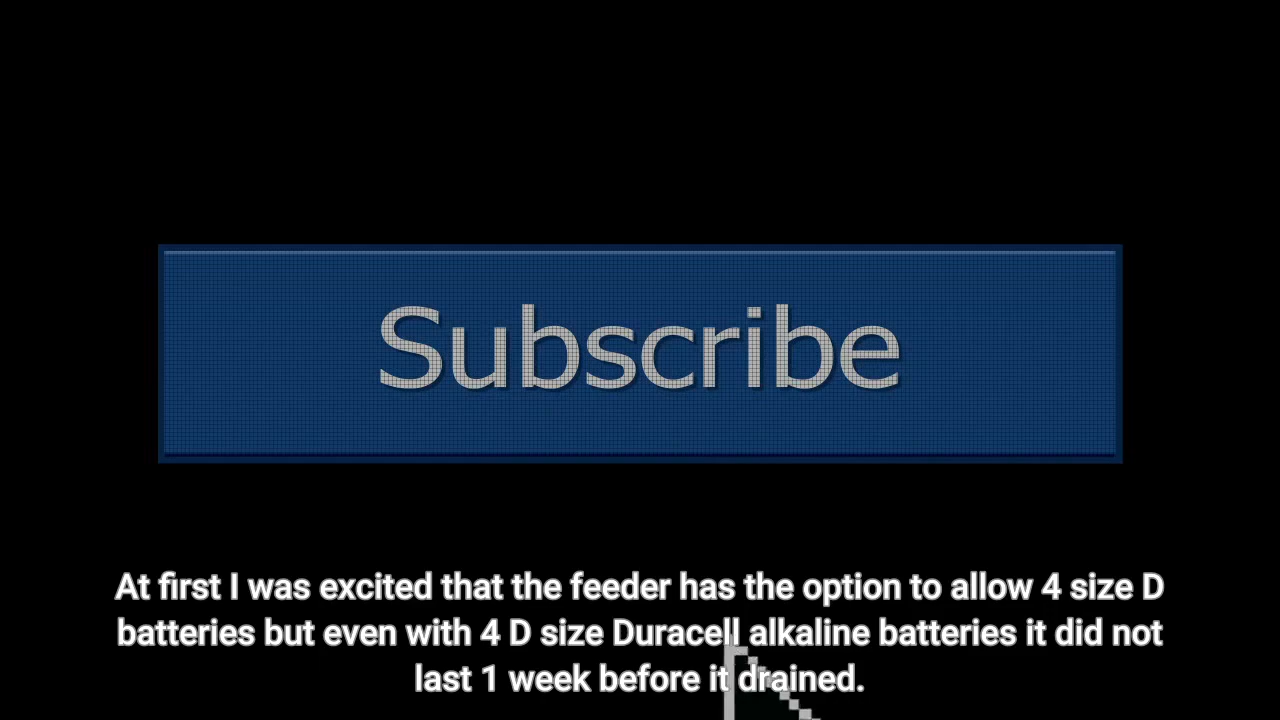 Subscribe
At first I was excited that the feeder has the option to allow 4 size D
batteries but even with 4 D size Duracell alkaline batteries it did not
last 1 week before it drained.